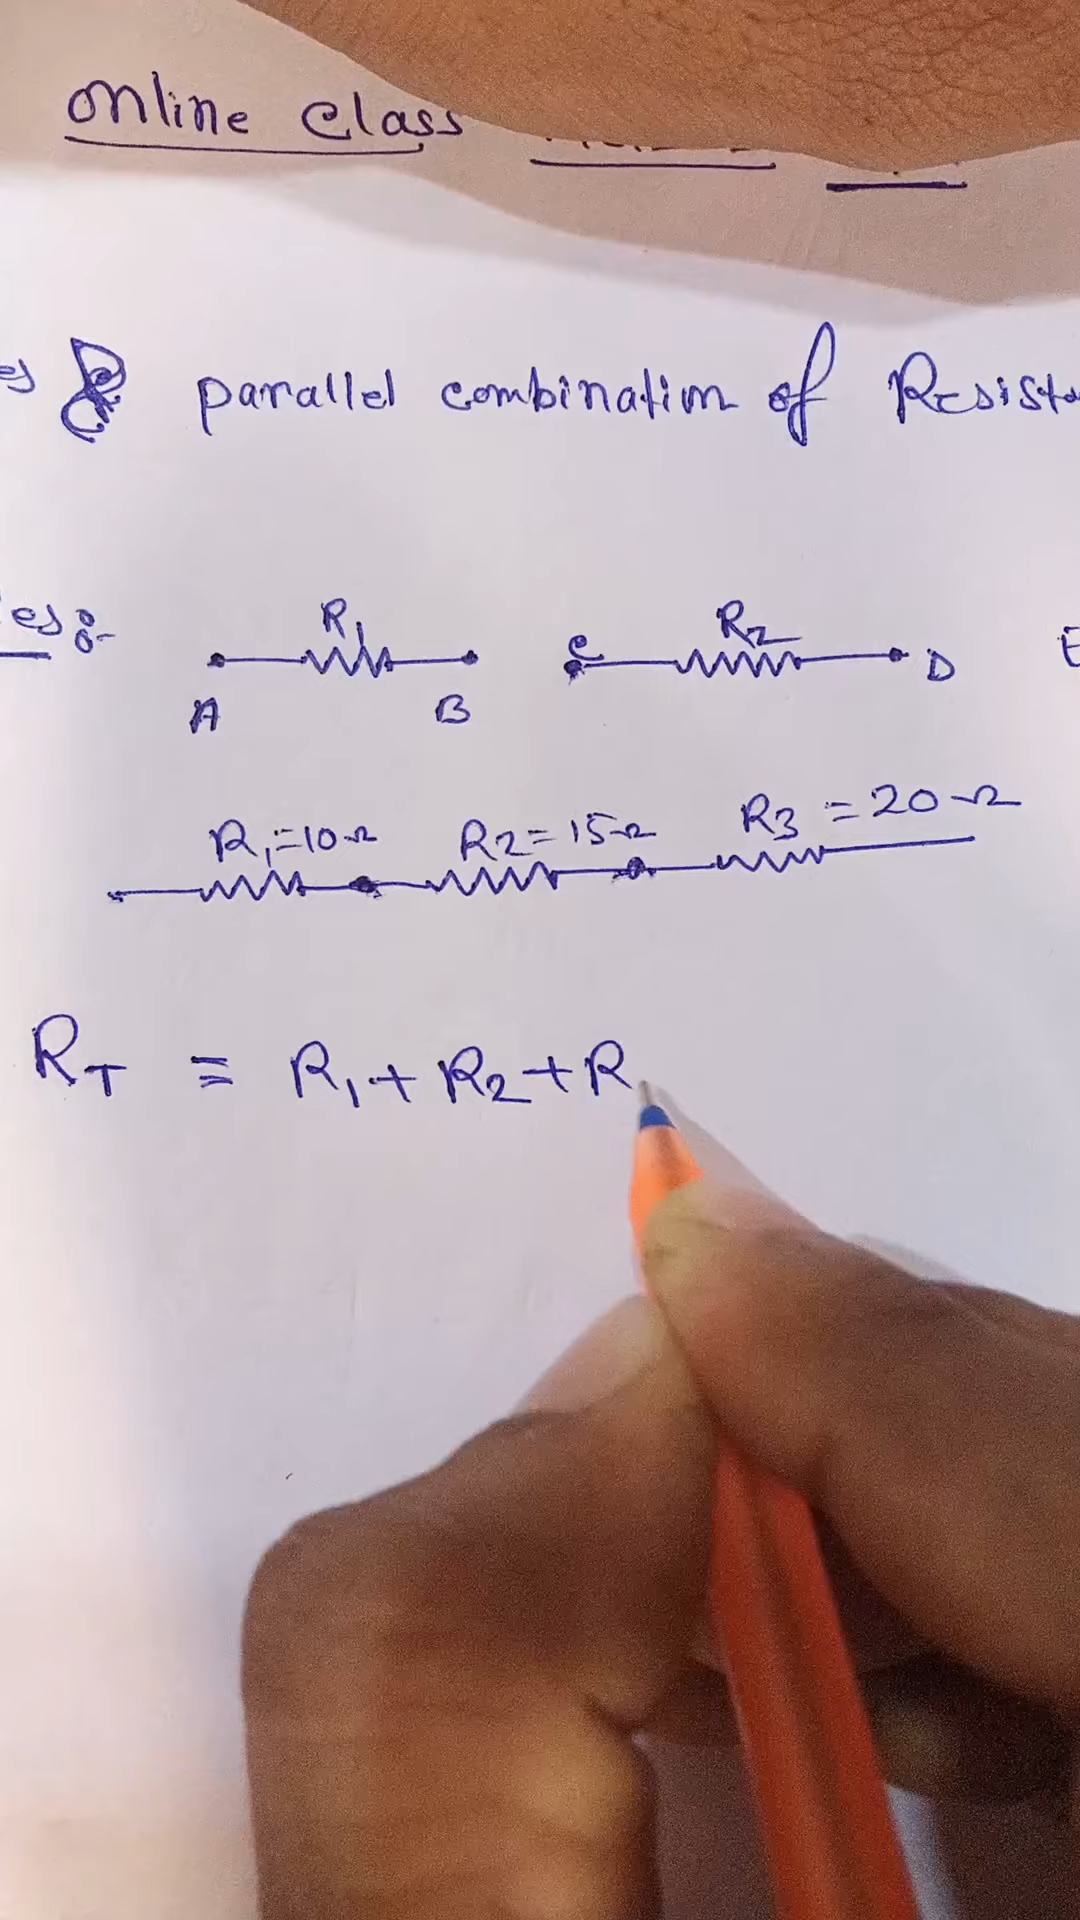 Online Class
parallel combination of
R1 R2
C D
A B
R1=10Ω R2=15Ω R3=20Ω
RT = R1+R2+R